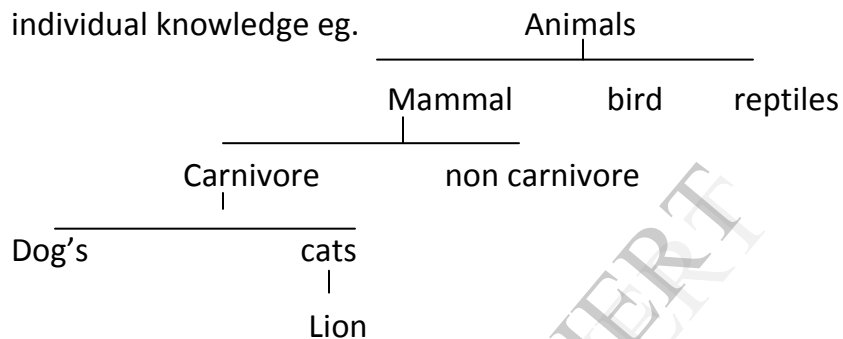 individual knowledge eg. Animals
Mammal bird reptiles
Carnivore non carnivore
Dog’s cats
Lion